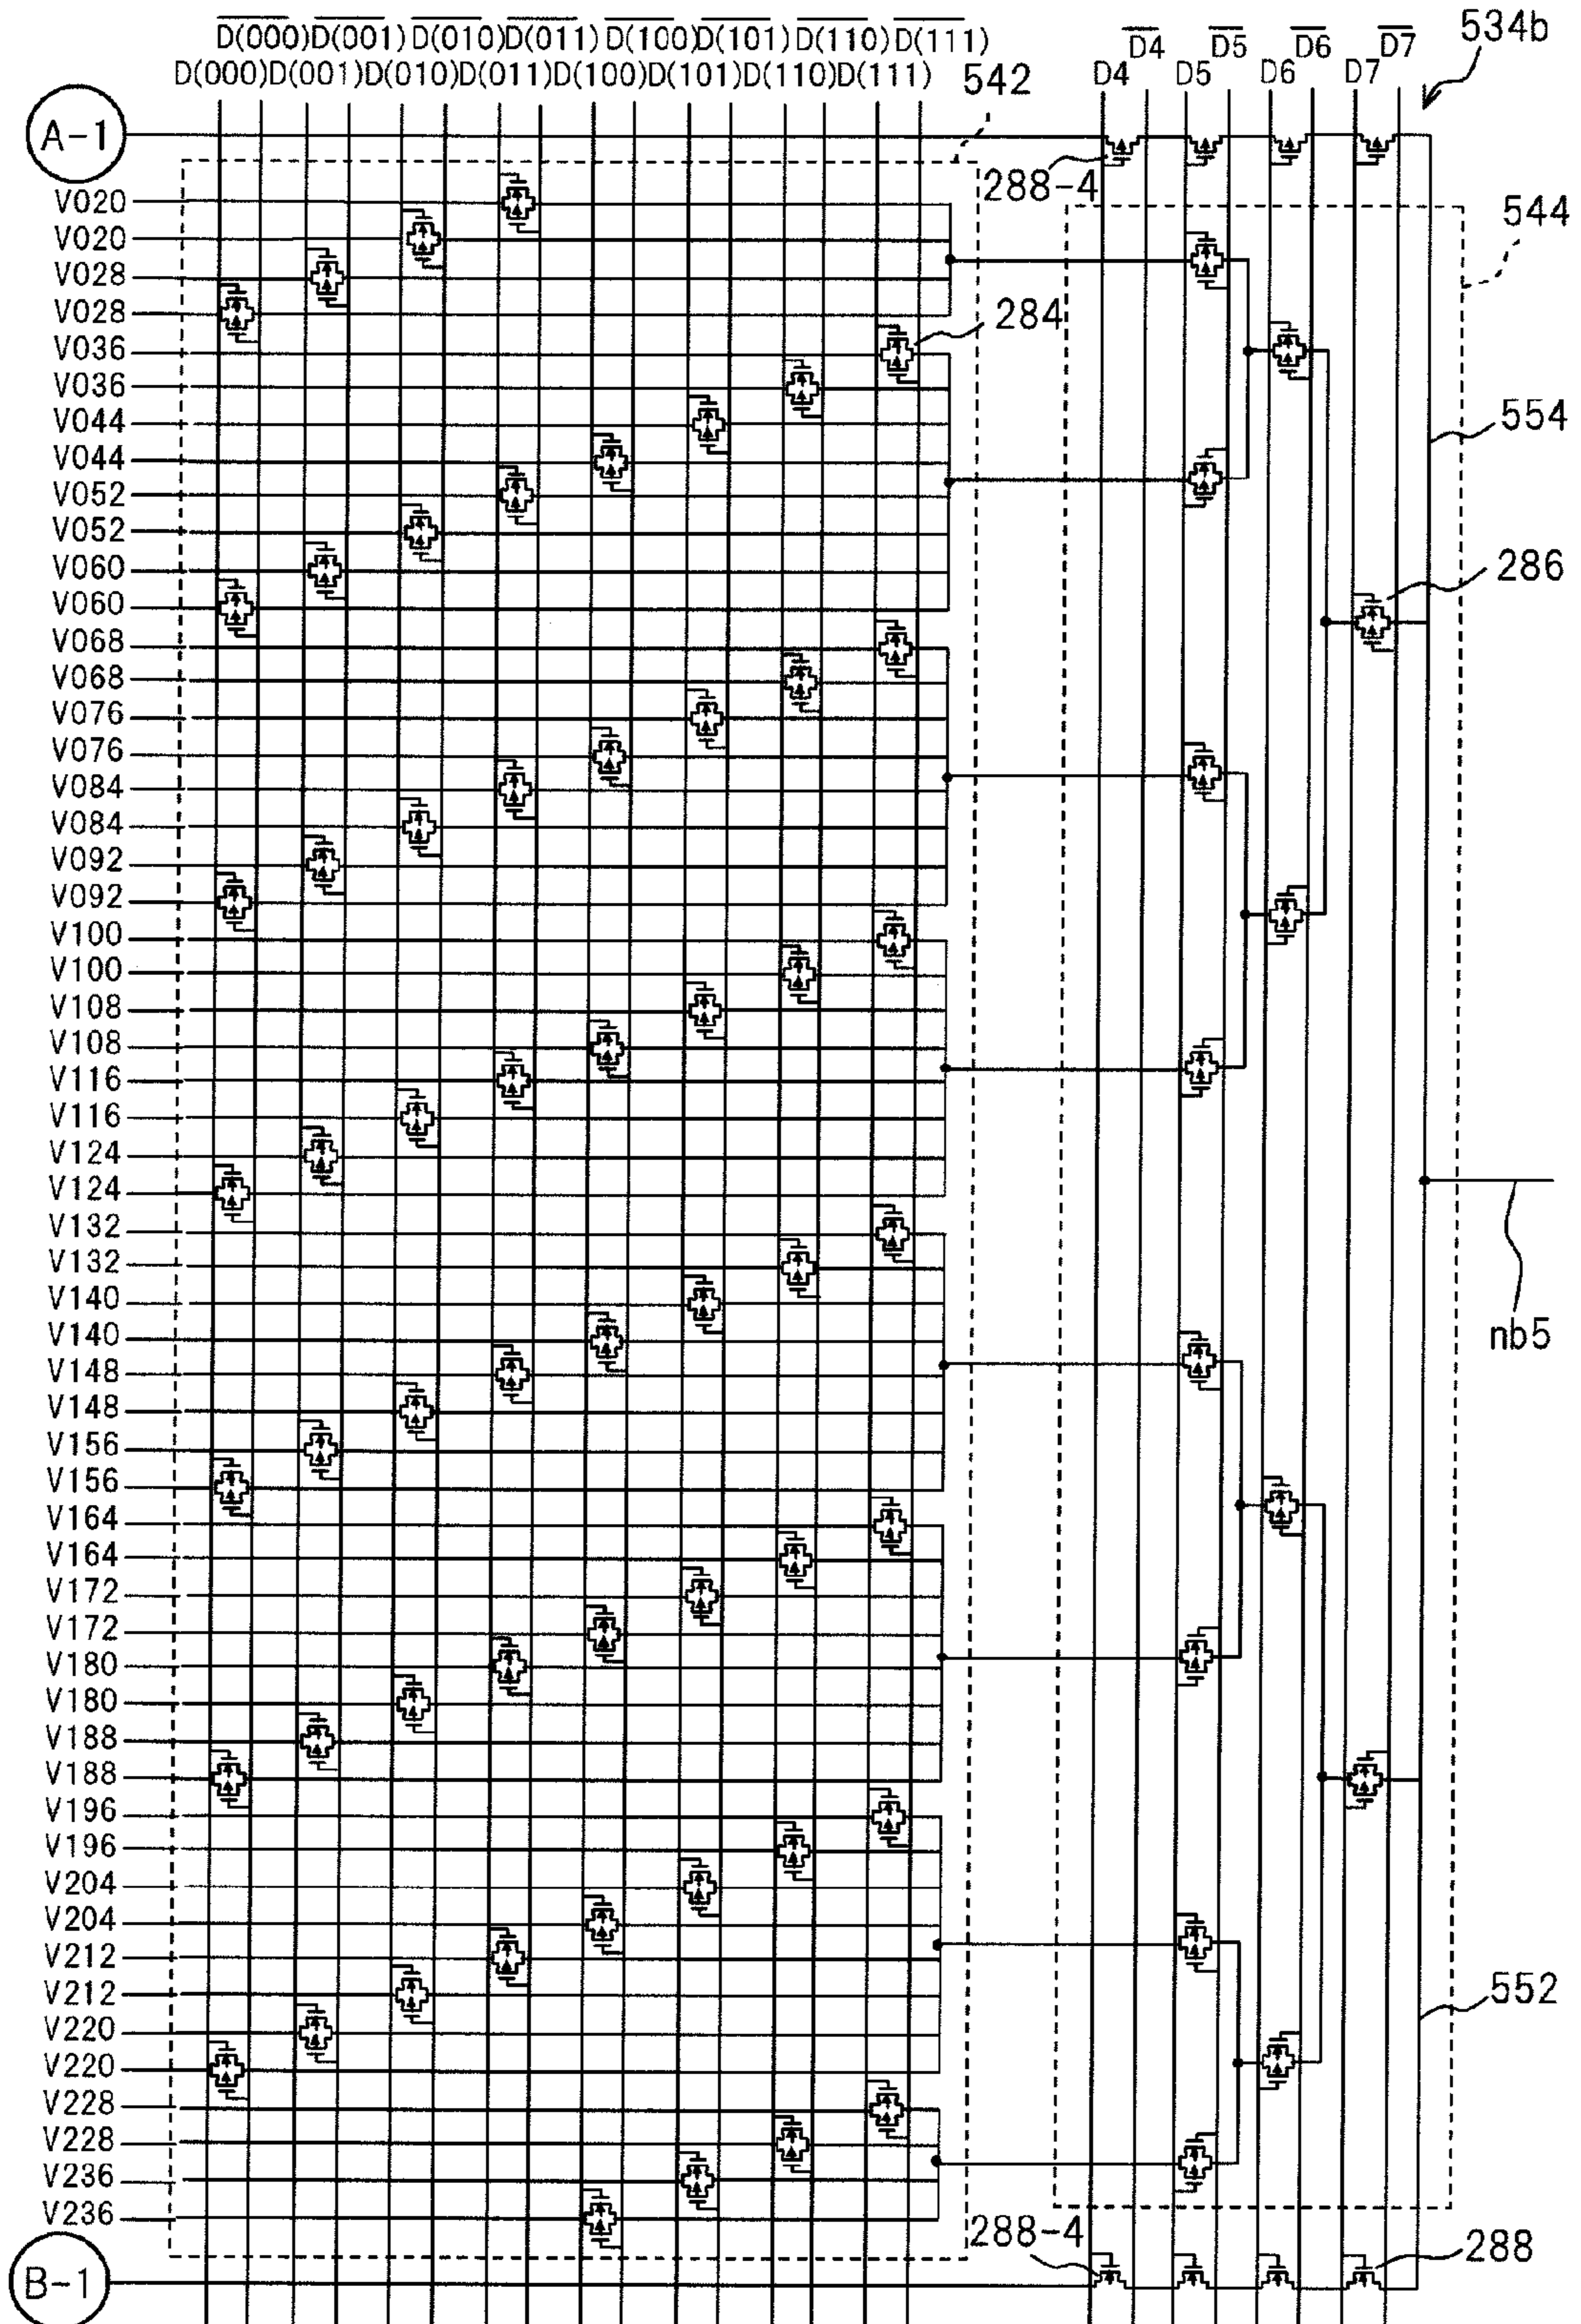 D(000) D(001) D(010) D(011) D(100) D(101) D(110) D(111) D4 D5 D6 D7 534b
D(000) D(001) D(010) D(011) D(100) D(101) D(110) D(111) 542 D4 D5 D6 D7
A-1
288-4
V020
544
V020
V028
V028
284
V036
V036
V044
554
V044
V052
V052
V060
286
V060
V068
V068
V076
V076
V084
V084
V092
V092
V100
V100
V108
V108
V116
V116
V124
V124
V132
V132
V140
nb5
V140
V148
V148
V156
V156
V164
V164
V172
V172
V180
V180
V188
V188
V196
V196
V204
V204
V212
V212
552
V220
V220
V228
V228
V236
V236
288-4
288
B-1